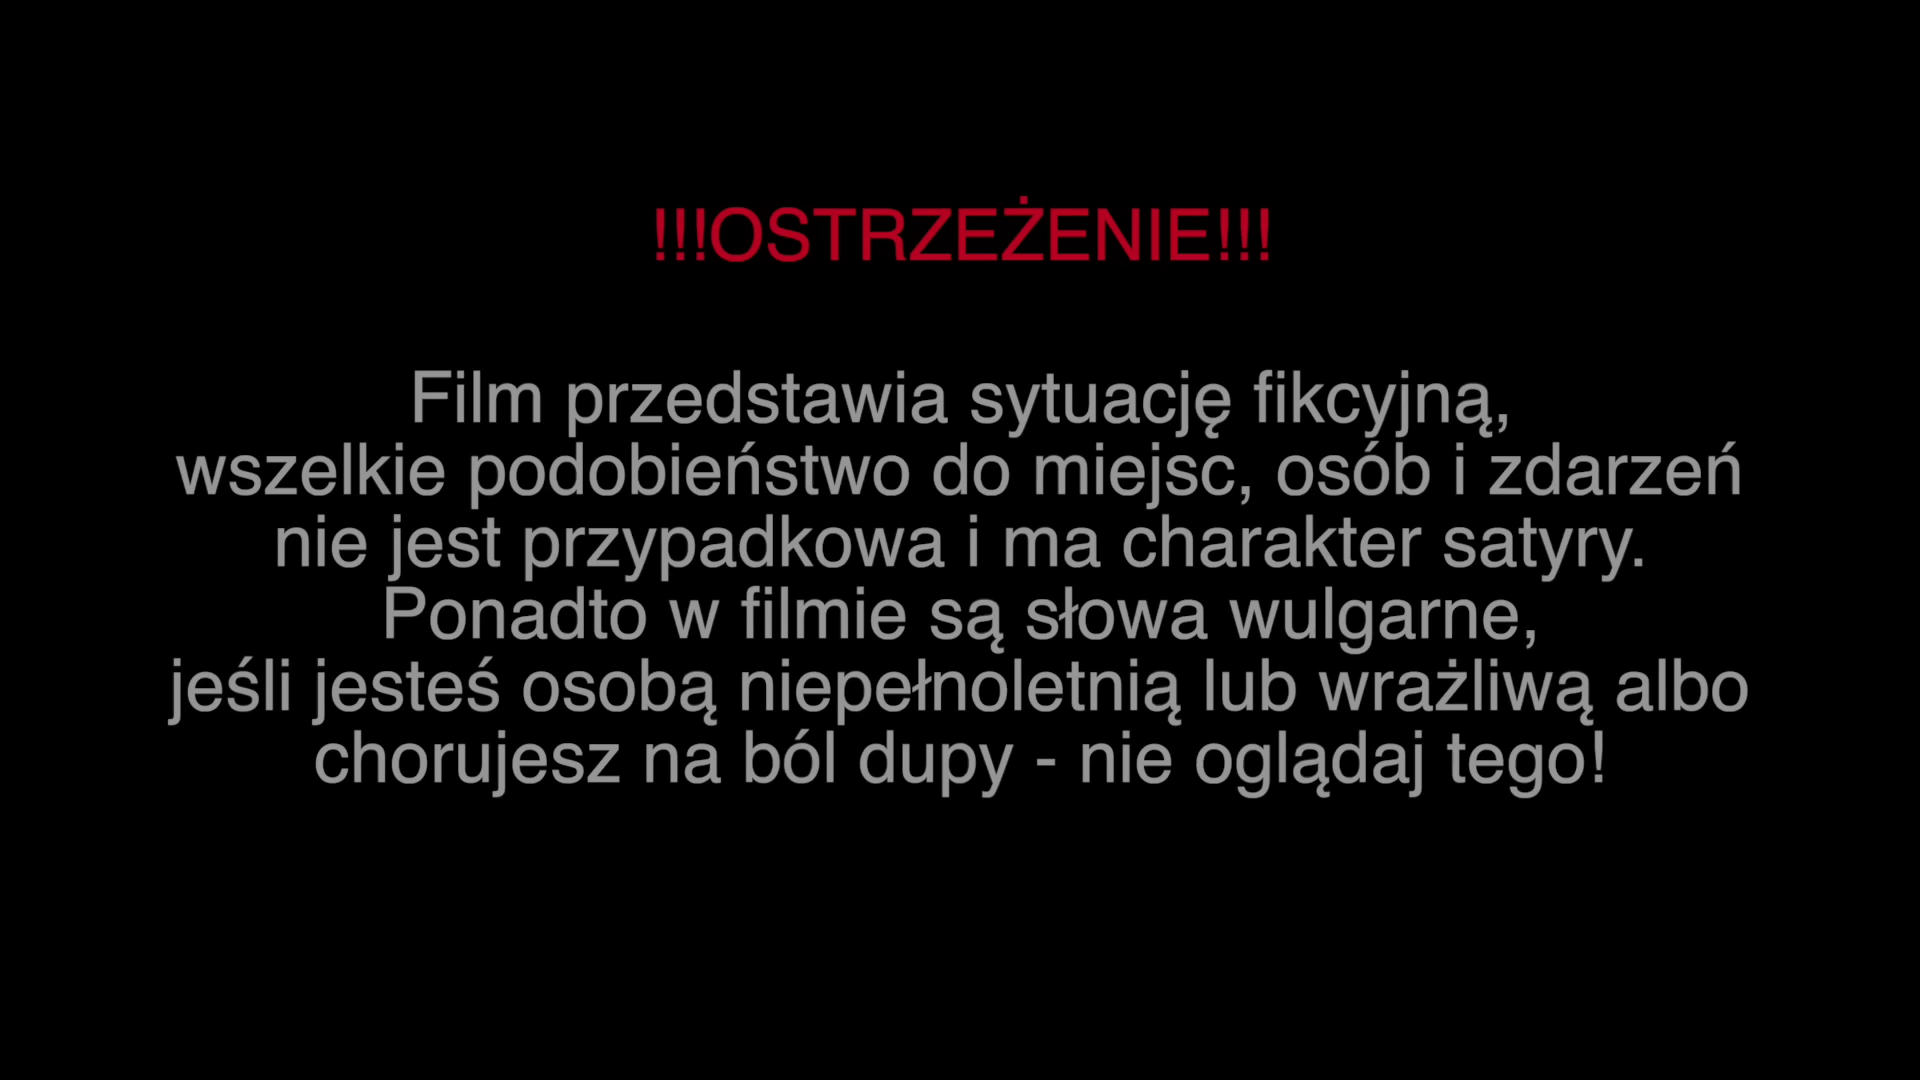 !!!OSTRZEŻENIE!!!
Film przedstawia sytuację fikcyjną,
wszelkie podobieństwo do miejsc, osób i zdarzeń
nie jest przypadkowa i ma charakter satyry.
Ponadto w filmie są słowa wulgarne,
jeśli jesteś osobą niepełnoletnią lub wrażliwą albo
chorujesz na ból dupy - nie oglądaj tego!